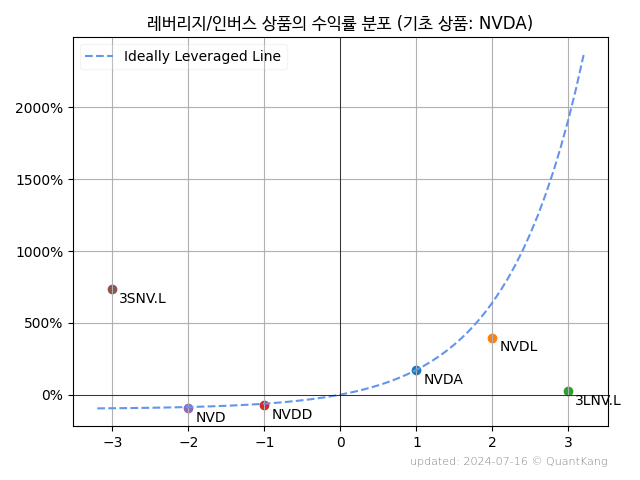 레버리지/인버스 상품의 수익률 분포 (기초 상품: NVDA)
Ideally Leveraged Line
2000%
1500%
1000%
500%
0%
3SNV.L
NVDL
NVDA
3LNV.L
NVD
NVDD
−3 −2 −1 0 1 2 3
updated: 2024-07-16 © QuantKang